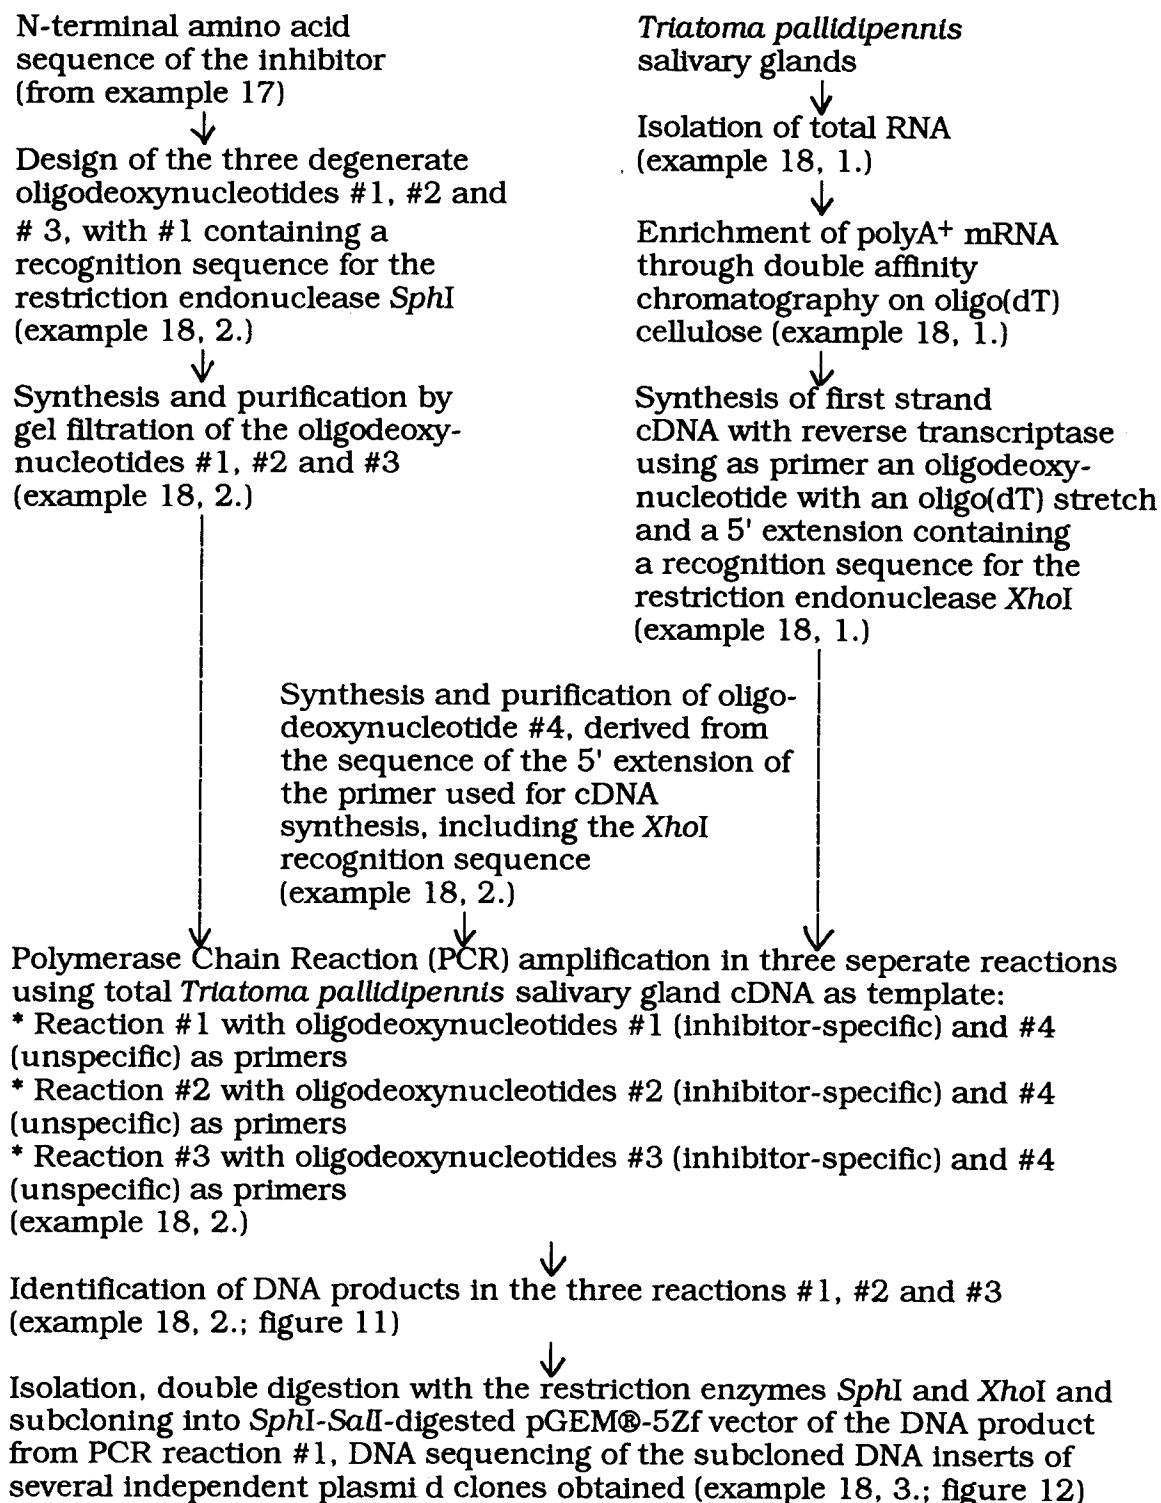 N-terminal amino acid
sequence of the inhibitor
(from example 17)
Design of the three degenerate
oligodeoxynucleotides #1, #2 and
# 3, with #1 containing a
recognition sequence for the
restriction endonuclease SphI
(example 18, 2.)
Synthesis and purification by
gel filtration of the oligodeoxy-
nucleotides #1, #2 and #3
(example 18, 2.)
Triatoma pallidipennis
salivary glands
Isolation of total RNA
(example 18, 1.)
Enrichment of polyA+ mRNA
through double affinity
chromatography on oligo(dT)
cellulose (example 18, 1.)
Synthesis of first strand
cDNA with reverse transcriptase
using as primer an oligodeoxy-
nucleotide with an oligo(dT) stretch
and a 5' extension containing
a recognition sequence for the
restriction endonuclease XhoI
(example 18, 1.)
Synthesis and purification of oligo-
deoxynucleotide #4, derived from
the sequence of the 5' extension of
the primer used for cDNA
synthesis, including the XhoI
recognition sequence
(example 18, 2.)
Polymerase Chain Reaction (PCR) amplification in three seperate reactions
using total Triatoma pallidipennis salivary gland cDNA as template:
* Reaction #1 with oligodeoxynucleotides #1 (inhibitor-specific) and #4
(unspecific) as primers
* Reaction #2 with oligodeoxynucleotides #2 (inhibitor-specific) and #4
(unspecific) as primers
* Reaction #3 with oligodeoxynucleotides #3 (inhibitor-specific) and #4
(unspecific) as primers
(example 18, 2.)
Identification of DNA products in the three reactions #1, #2 and #3
(example 18, 2.; figure 11)
Isolation, double digestion with the restriction enzymes SphI and XhoI and
subcloning into SphI-SalI-digested pGEM®-5Zf vector of the DNA product
from PCR reaction #1, DNA sequencing of the subcloned DNA inserts of
several independent plasmi d clones obtained (example 18, 3.; figure 12)